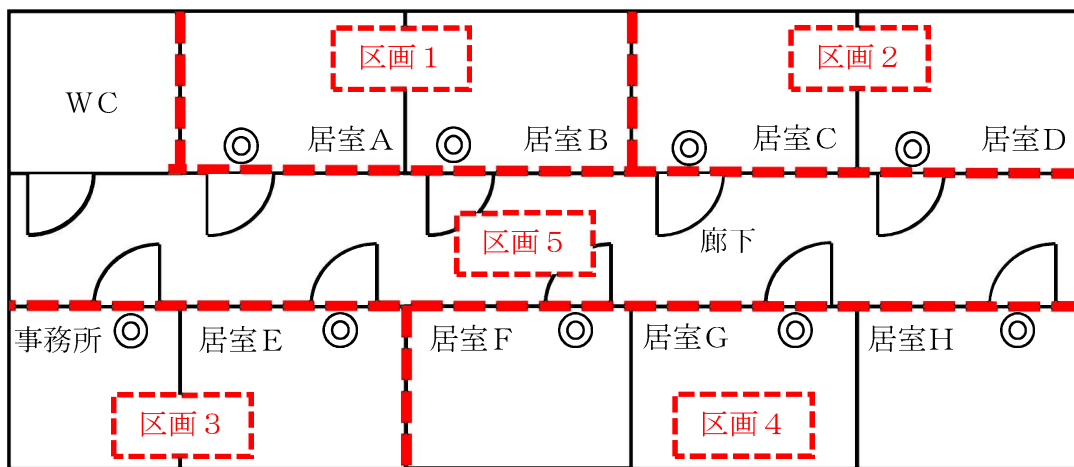 区画１
区画２
ＷＣ
居室Ａ
居室Ｂ
居室Ｃ
居室Ｄ
区画５
廊下
事務所
居室Ｅ
居室Ｆ
居室Ｇ
居室Ｈ
区画３
区画４